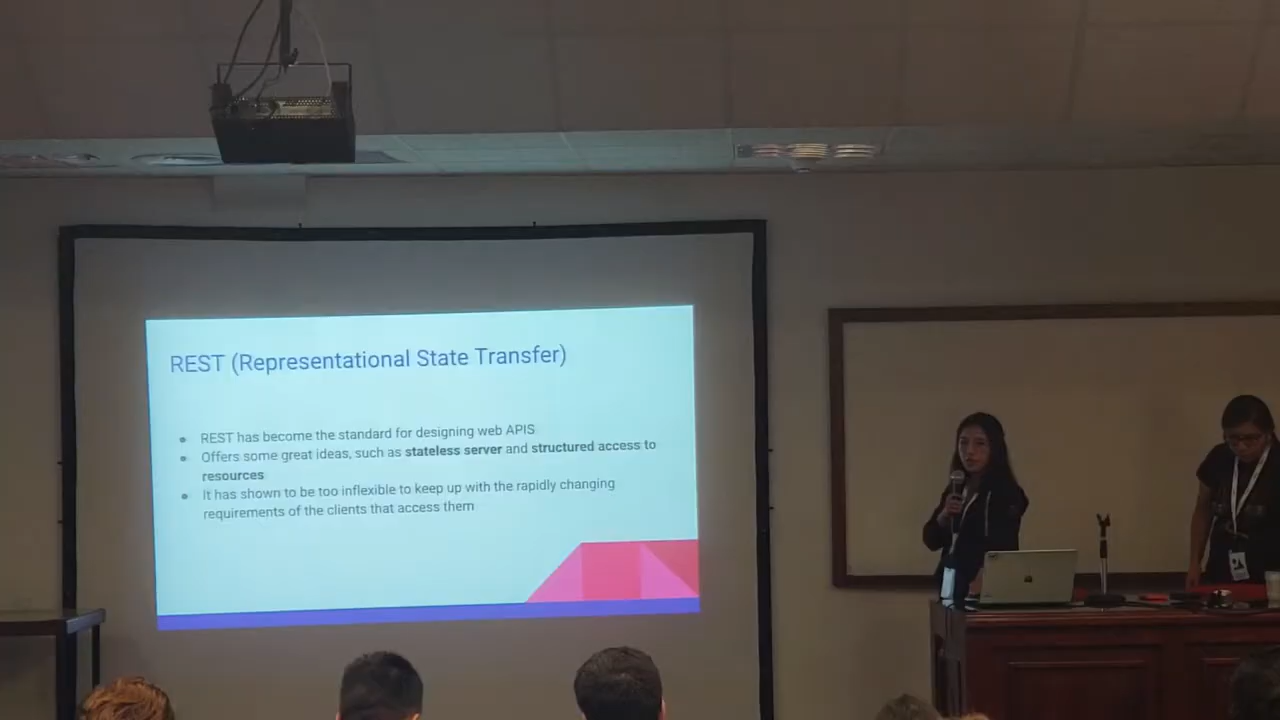 REST (Representational State Transfer)
● REST has become the standard for designing web APIS
● Offers some great ideas, such as stateless server and structured access to
resources
● It has shown to be too inflexible to keep up with the rapidly changing
requirements of the clients that access them